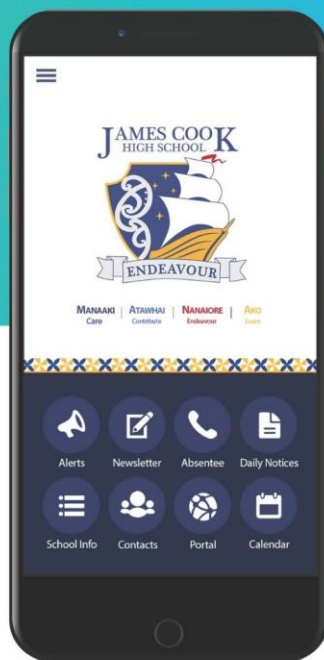 JAMES COOK
HIGH SCHOOL
ENDEAVOUR
MANAAKI | ATAWHAI | NANAIORE | AKO
Care Contribute Endeavour Learn
Alerts Newsletter Absentee Daily Notices
School Info Contacts Portal Calendar